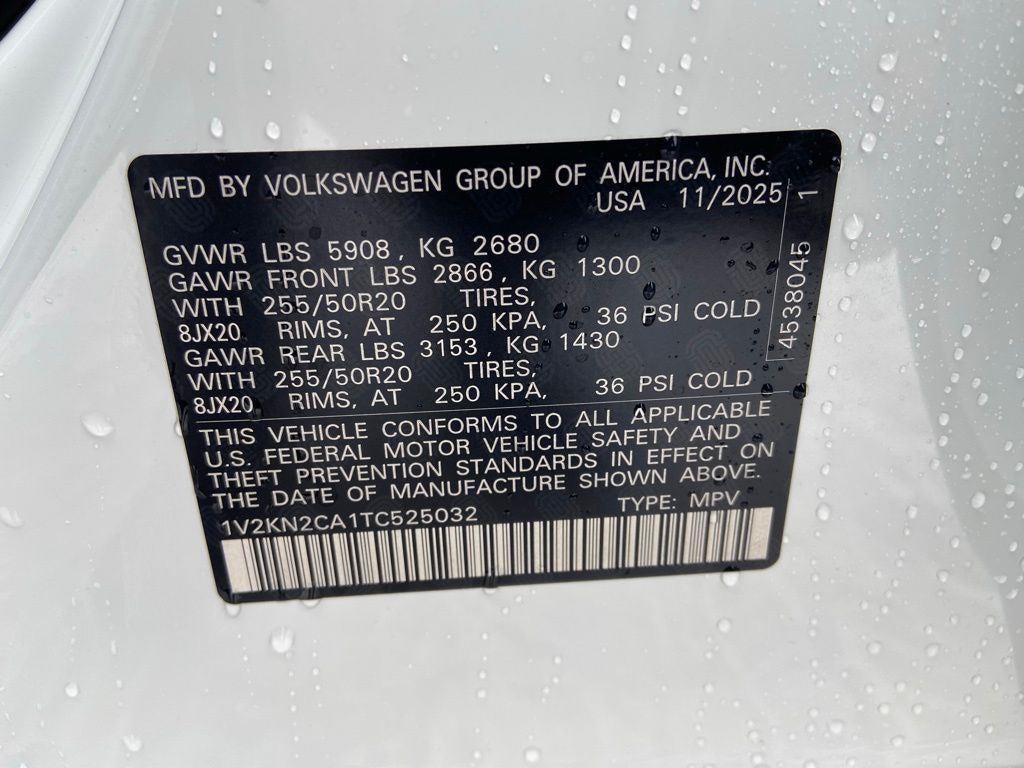 MFD BY VOLKSWAGEN GROUP OF AMERICA, INC.
USA 11/2025
GVWR LBS 5908, KG 2680
GAWR FRONT LBS 2866, KG 1300
WITH 255/50R20 TIRES,
8JX20 RIMS, AT 250 KPA, 36 PSI COLD
GAWR REAR LBS 3153, KG 1430
WITH 255/50R20 TIRES,
8JX20 RIMS, AT 250 KPA, 36 PSI COLD
4538045 1
THIS VEHICLE CONFORMS TO ALL APPLICABLE
U.S. FEDERAL MOTOR VEHICLE SAFETY AND
THEFT PREVENTION STANDARDS IN EFFECT ON
THE DATE OF MANUFACTURE SHOWN ABOVE.
1V2KN2CA1TC525032 TYPE: MPV